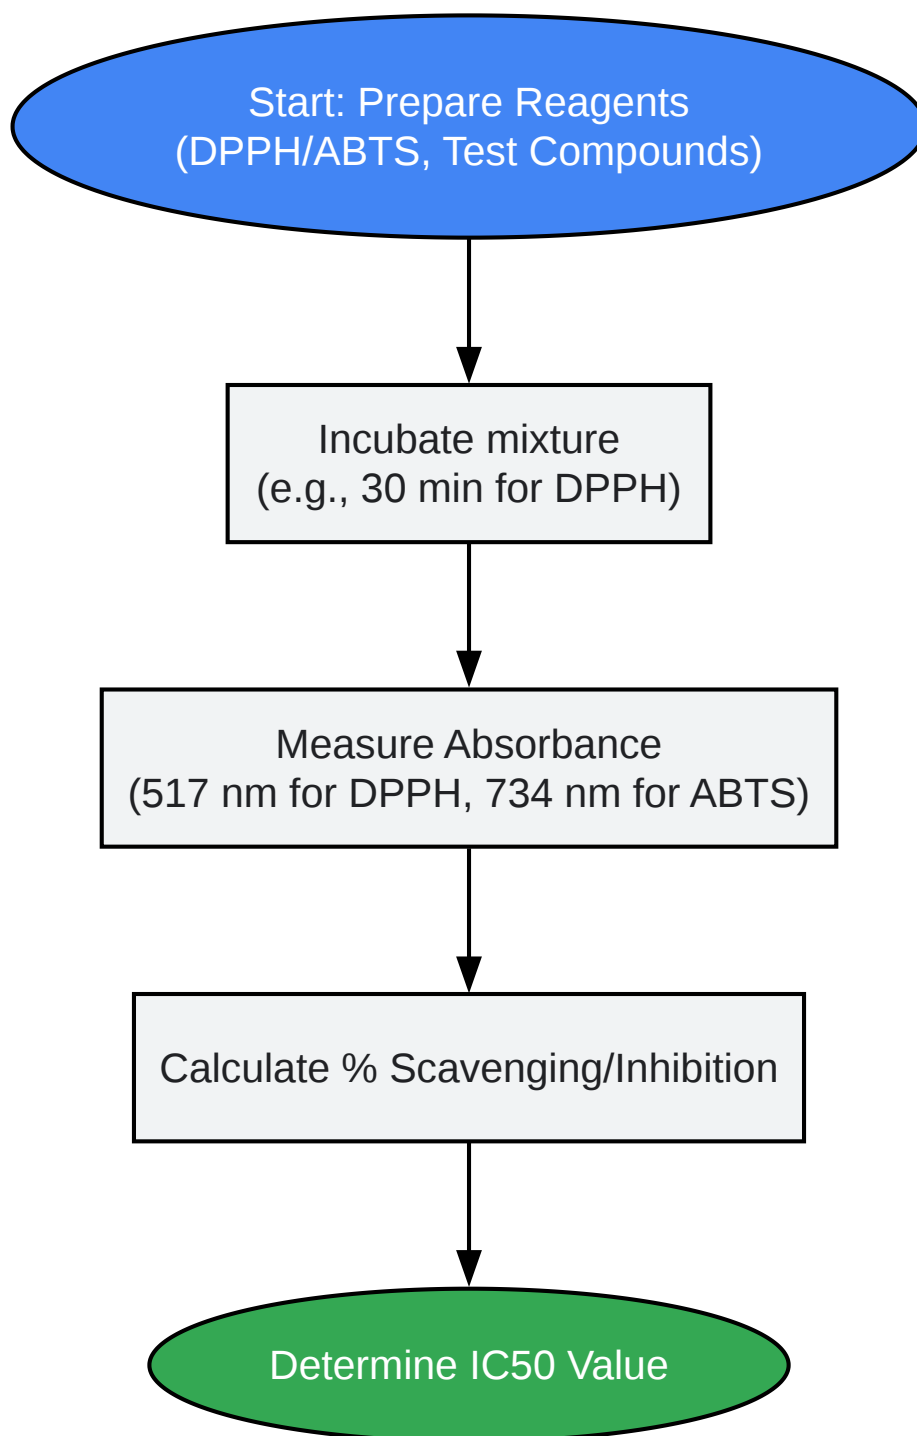 Start: Prepare Reagents
(DPPH/ABTS, Test Compounds)
Incubate mixture
(e.g., 30 min for DPPH)
Measure Absorbance
(517 nm for DPPH, 734 nm for ABTS)
Calculate % Scavenging/Inhibition
Determine IC50 Value